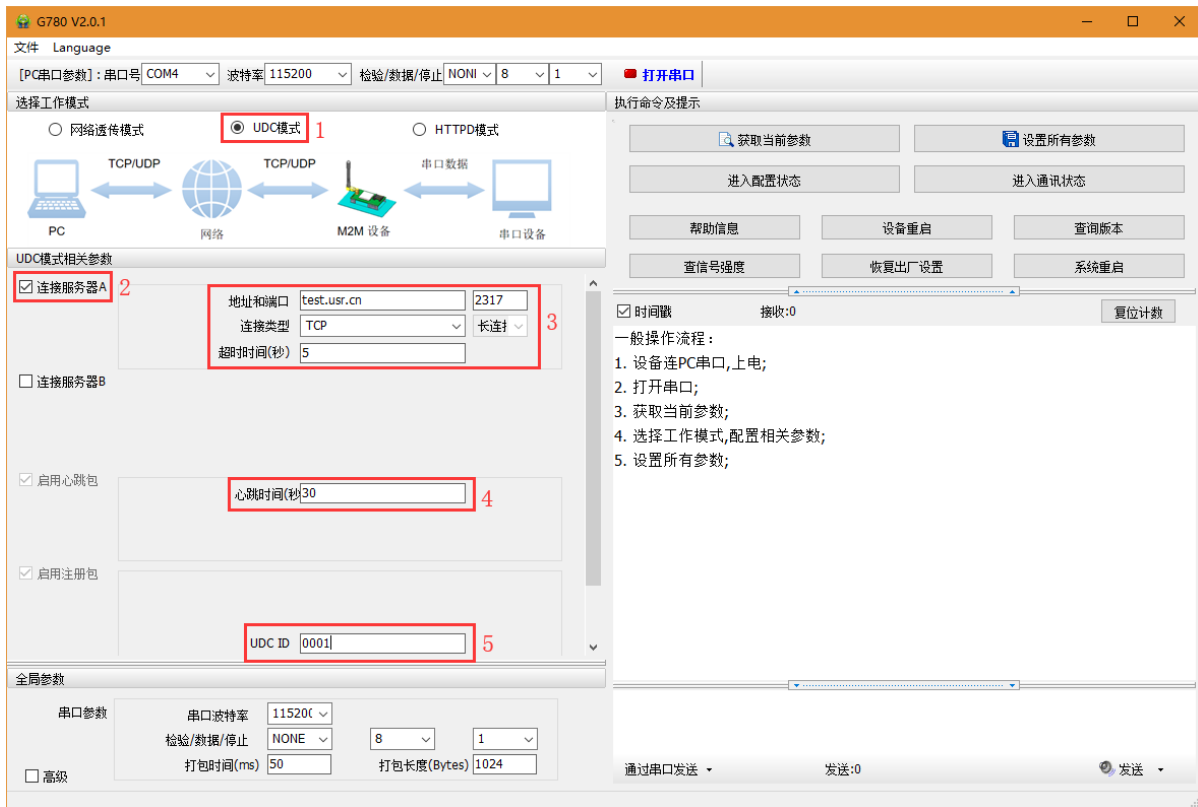 G780 V2.0.1
文件 Language
[PC串口参数]：串口号 COM4 波特率 115200 检验/数据/停止 NONI 8 1 打开串口
选择工作模式
网络透传模式 UDC模式 1 HTTPD模式
TCP/UDP TCP/UDP 串口数据
PC 网络 M2M 设备 串口设备
UDC模式相关参数
连接服务器A 2
地址和端口 test.usr.cn 2317
连接类型 TCP 长连接 3
超时时间(秒) 5
连接服务器B
启用心跳包
心跳时间(秒 30 4
启用注册包
UDC ID 0001 5
全局参数
串口参数 串口波特率 11520(
检验/数据/停止 NONE 8 1
打包时间(ms) 50 打包长度(Bytes) 1024
高级
执行命令及提示
获取当前参数 设置所有参数
进入配置状态 进入通讯状态
帮助信息 设备重启 查询版本
查信号强度 恢复出厂设置 系统重启
时间戳 接收:0 复位计数
一般操作流程：
1. 设备连PC串口,上电;
2. 打开串口;
3. 获取当前参数;
4. 选择工作模式,配置相关参数;
5. 设置所有参数;
通过串口发送 发送:0 发送